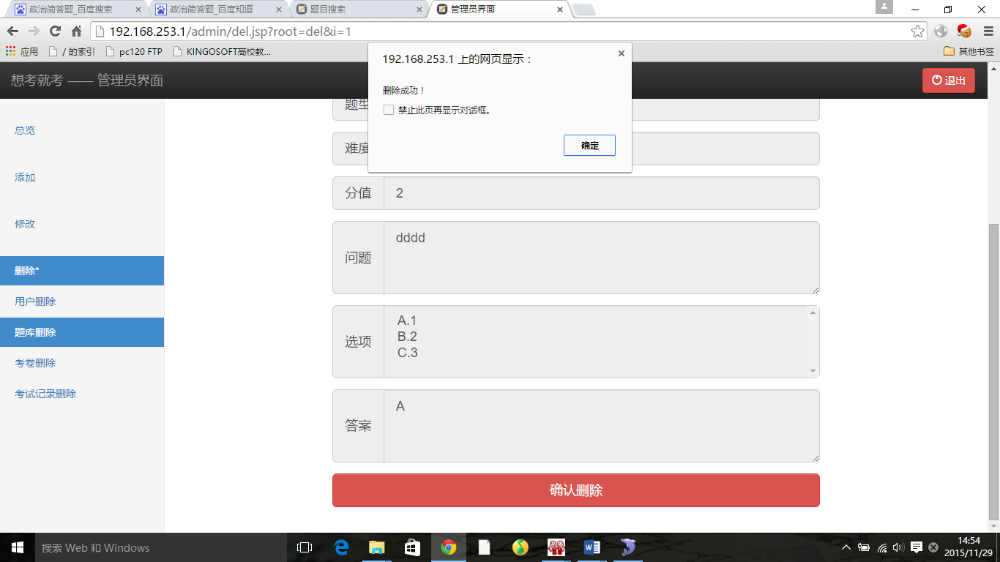 政治简答题_百度搜索
政治简答题_百度知道
题目搜索
管理员界面
192.168.253.1/admin/del.jsp?root=del&i=1
应用
/ 的索引
pc120 FTP
KINGOSOFT高校教...
其他书签
想考就考 —— 管理员界面
退出
192.168.253.1 上的网页显示：
删除成功！
禁止此页再显示对话框。
确定
总览
添加
修改
删除*
用户删除
题库删除
考卷删除
考试记录删除
题型
难度
分值
2
问题
dddd
选项
A.1
B.2
C.3
答案
A
确认删除
搜索 Web 和 Windows
14:54
2015/11/29